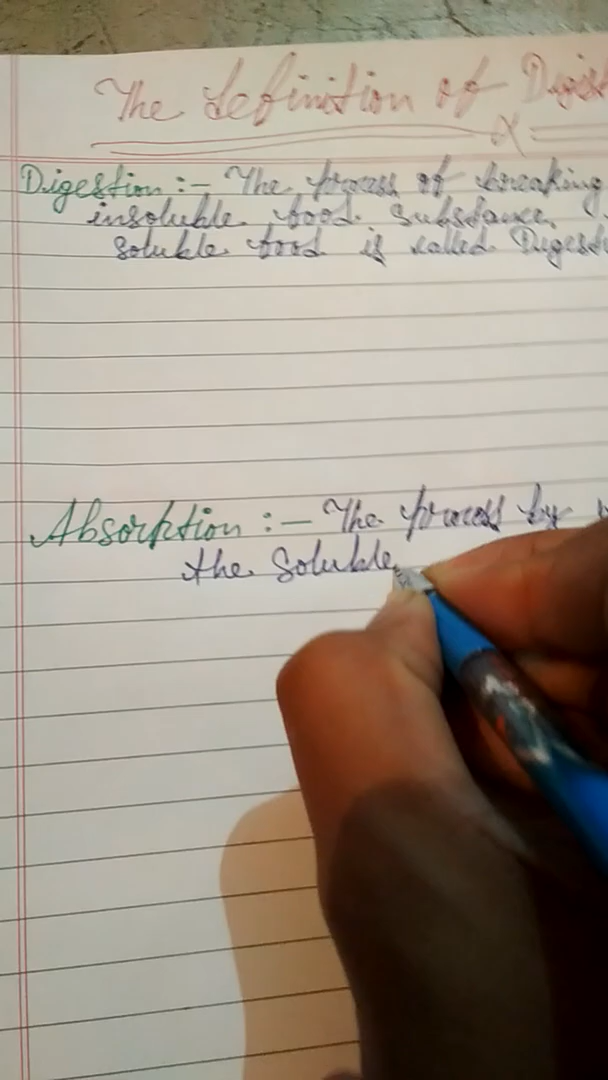 The definition of
Digestion :- The process of breaking
insoluble food substance
soluble food is called
Absorption :- The process by
the soluble